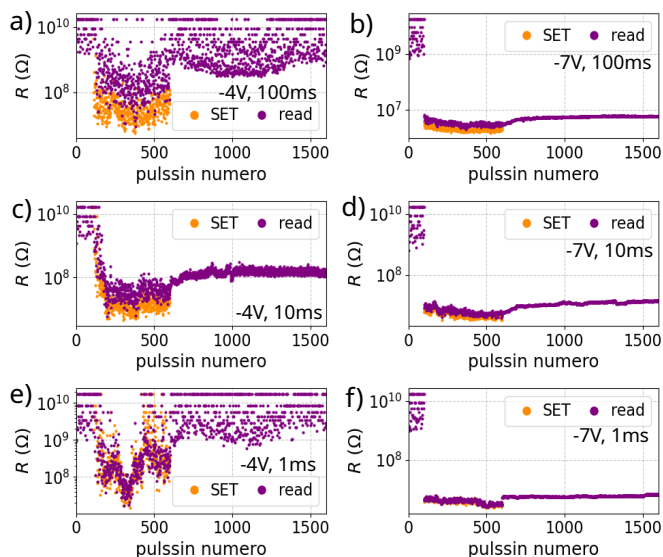 a)
10¹⁰
10⁸
R (Ω)
-4V, 100ms
SET read
0 500 1000 1500
pulssin numero
b)
SET read
-7V, 100ms
10⁹
10⁷
R (Ω)
0 500 1000 1500
pulssin numero
c)
10¹⁰
10⁸
R (Ω)
SET read
-4V, 10ms
0 500 1000 1500
pulssin numero
d)
10¹⁰
10⁸
R (Ω)
SET read
-7V, 10ms
0 500 1000 1500
pulssin numero
e)
10¹⁰
10⁹
10⁸
R (Ω)
-4V, 1ms
SET read
0 500 1000 1500
pulssin numero
f)
10¹⁰
10⁸
R (Ω)
SET read
-7V, 1ms
0 500 1000 1500
pulssin numero